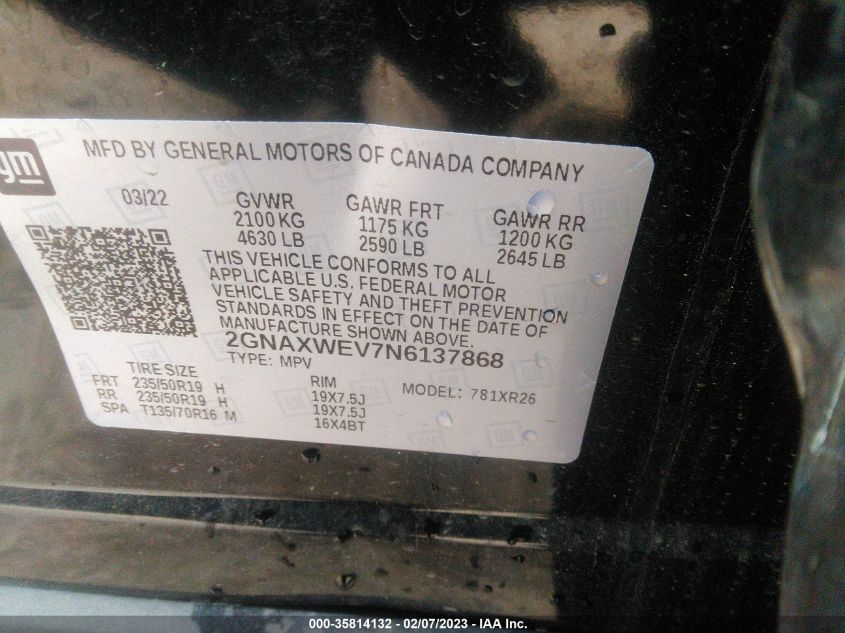 gm
MFD BY GENERAL MOTORS OF CANADA COMPANY
03/22 GVWR GAWR FRT GAWR RR
2100 KG 1175 KG 1200 KG
4630 LB 2590 LB 2645 LB
THIS VEHICLE CONFORMS TO ALL
APPLICABLE U.S. FEDERAL MOTOR
VEHICLE SAFETY AND THEFT PREVENTION
STANDARDS IN EFFECT ON THE DATE OF
MANUFACTURE SHOWN ABOVE.
2GNAXWEV7N6137868
TYPE: MPV MODEL: 781XR26
TIRE SIZE RIM
FRT 235/50R19 H 19X7.5J
RR 235/50R19 H 19X7.5J
SPA T135/70R16 M 16X4BT
000-35814132 - 02/07/2023 - IAA Inc.